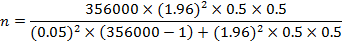 n = \frac{356000 × (1.96)^2 × 0.5 × 0.5}{(0.05)^2 × (356000 − 1) + (1.96)^2 × 0.5 × 0.5}